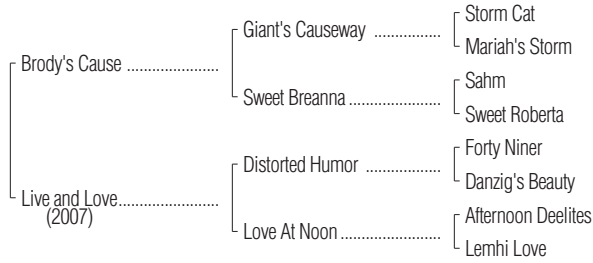 Storm Cat
Giant's Causeway ................
Mariah's Storm
Brody's Cause ......................
Sahm
Sweet Breanna ......................
Sweet Roberta
Forty Niner
Distorted Humor ..................
Danzig's Beauty
Live and Love........................
(2007)
Afternoon Deelites
Love At Noon........................
Lemhi Love